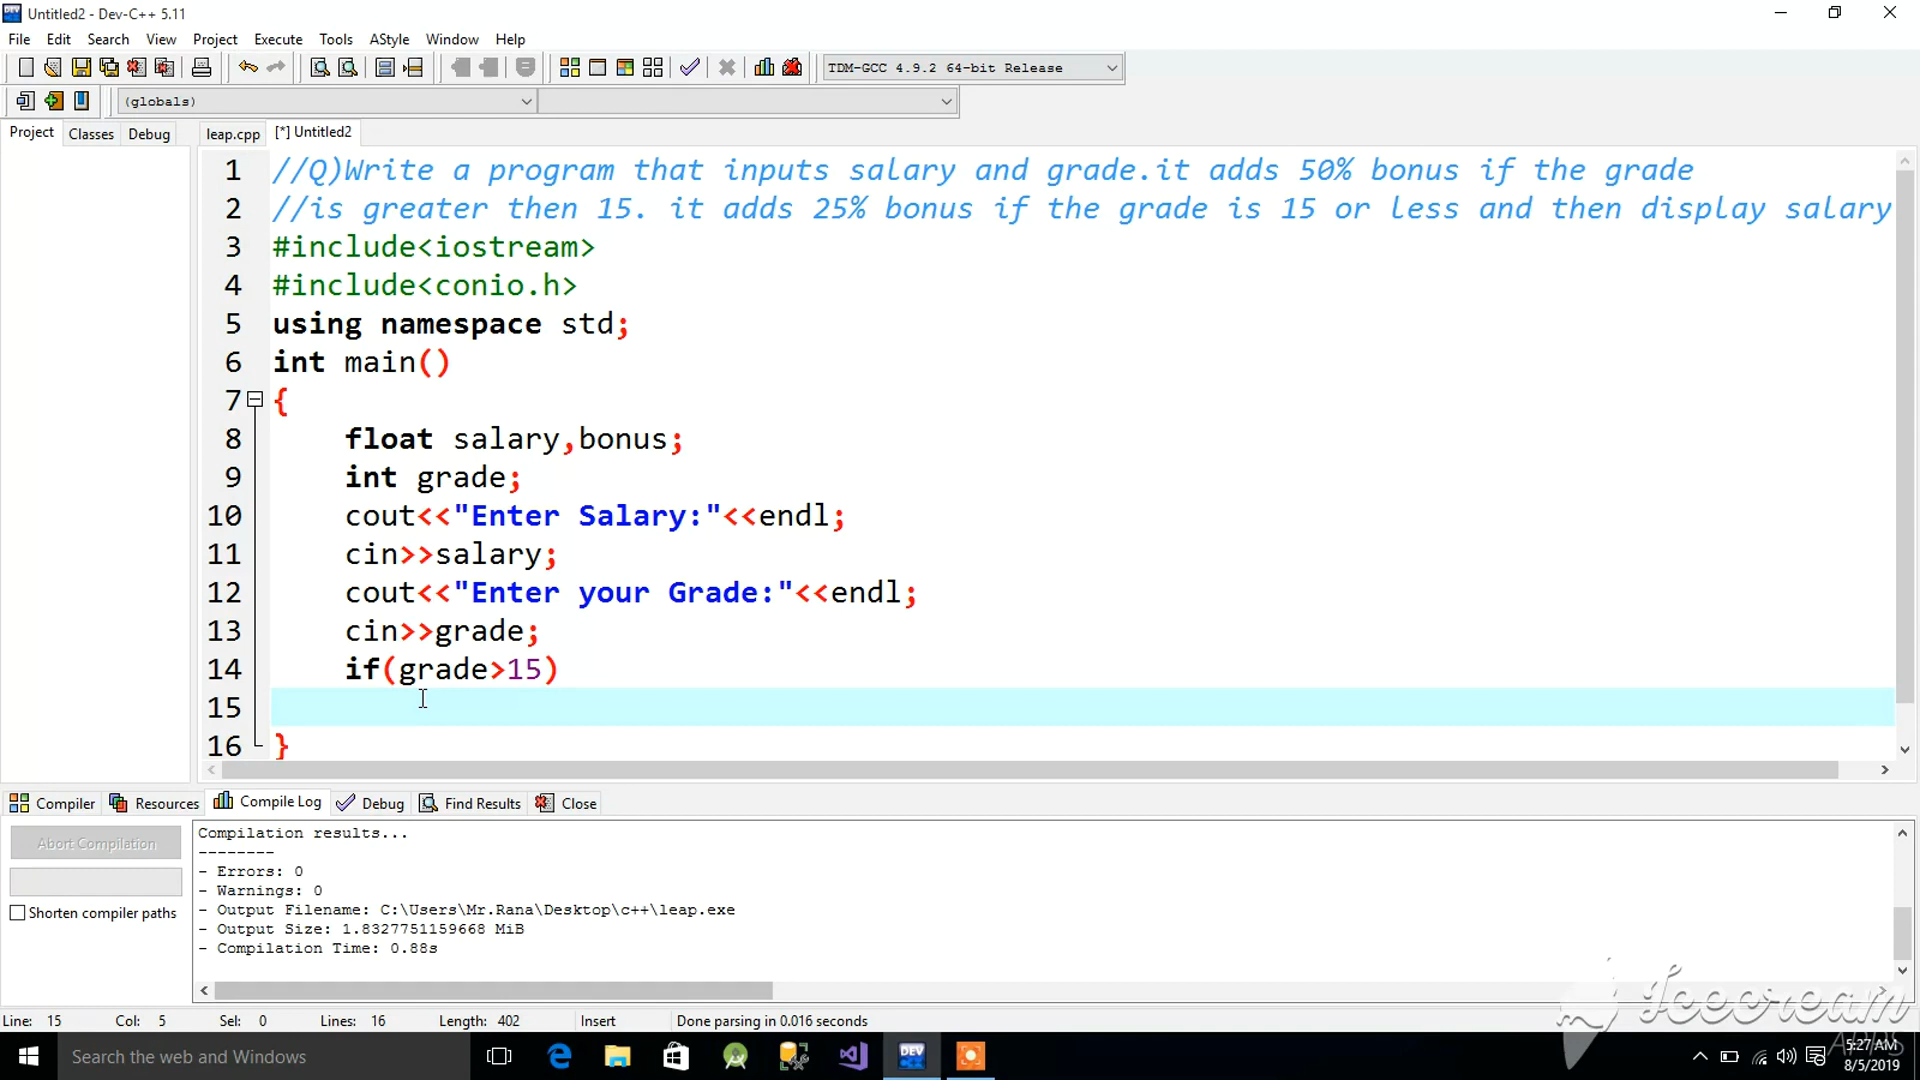 Untitled2 - Dev-C++ 5.11
File Edit Search View Project Execute Tools AStyle Window Help
TDM-GCC 4.9.2 64-bit Release
(globals)
Project Classes Debug leap.cpp [*] Untitled2
1 //Q)Write a program that inputs salary and grade.it adds 50% bonus if the grade
2 //is greater then 15. it adds 25% bonus if the grade is 15 or less and then display salary
3 #include<iostream>
4 #include<conio.h>
5 using namespace std;
6 int main()
7 {
8 float salary,bonus;
9 int grade;
10 cout<<"Enter Salary:"<<endl;
11 cin>>salary;
12 cout<<"Enter your Grade:"<<endl;
13 cin>>grade;
14 if(grade>15)
15
16 }
Compiler Resources Compile Log Debug Find Results Close
Abort Compilation
Shorten compiler paths
Compilation results...
--------
- Errors: 0
- Warnings: 0
- Output Filename: C:\Users\Mr.Rana\Desktop\c++\leap.exe
- Output Size: 1.8327751159668 MiB
- Compilation Time: 0.88s
Line: 15 Col: 5 Sel: 0 Lines: 16 Length: 402 Insert Done parsing in 0.016 seconds
Icecream
APPS
Search the web and Windows
DEV
5:27 AM
8/5/2019